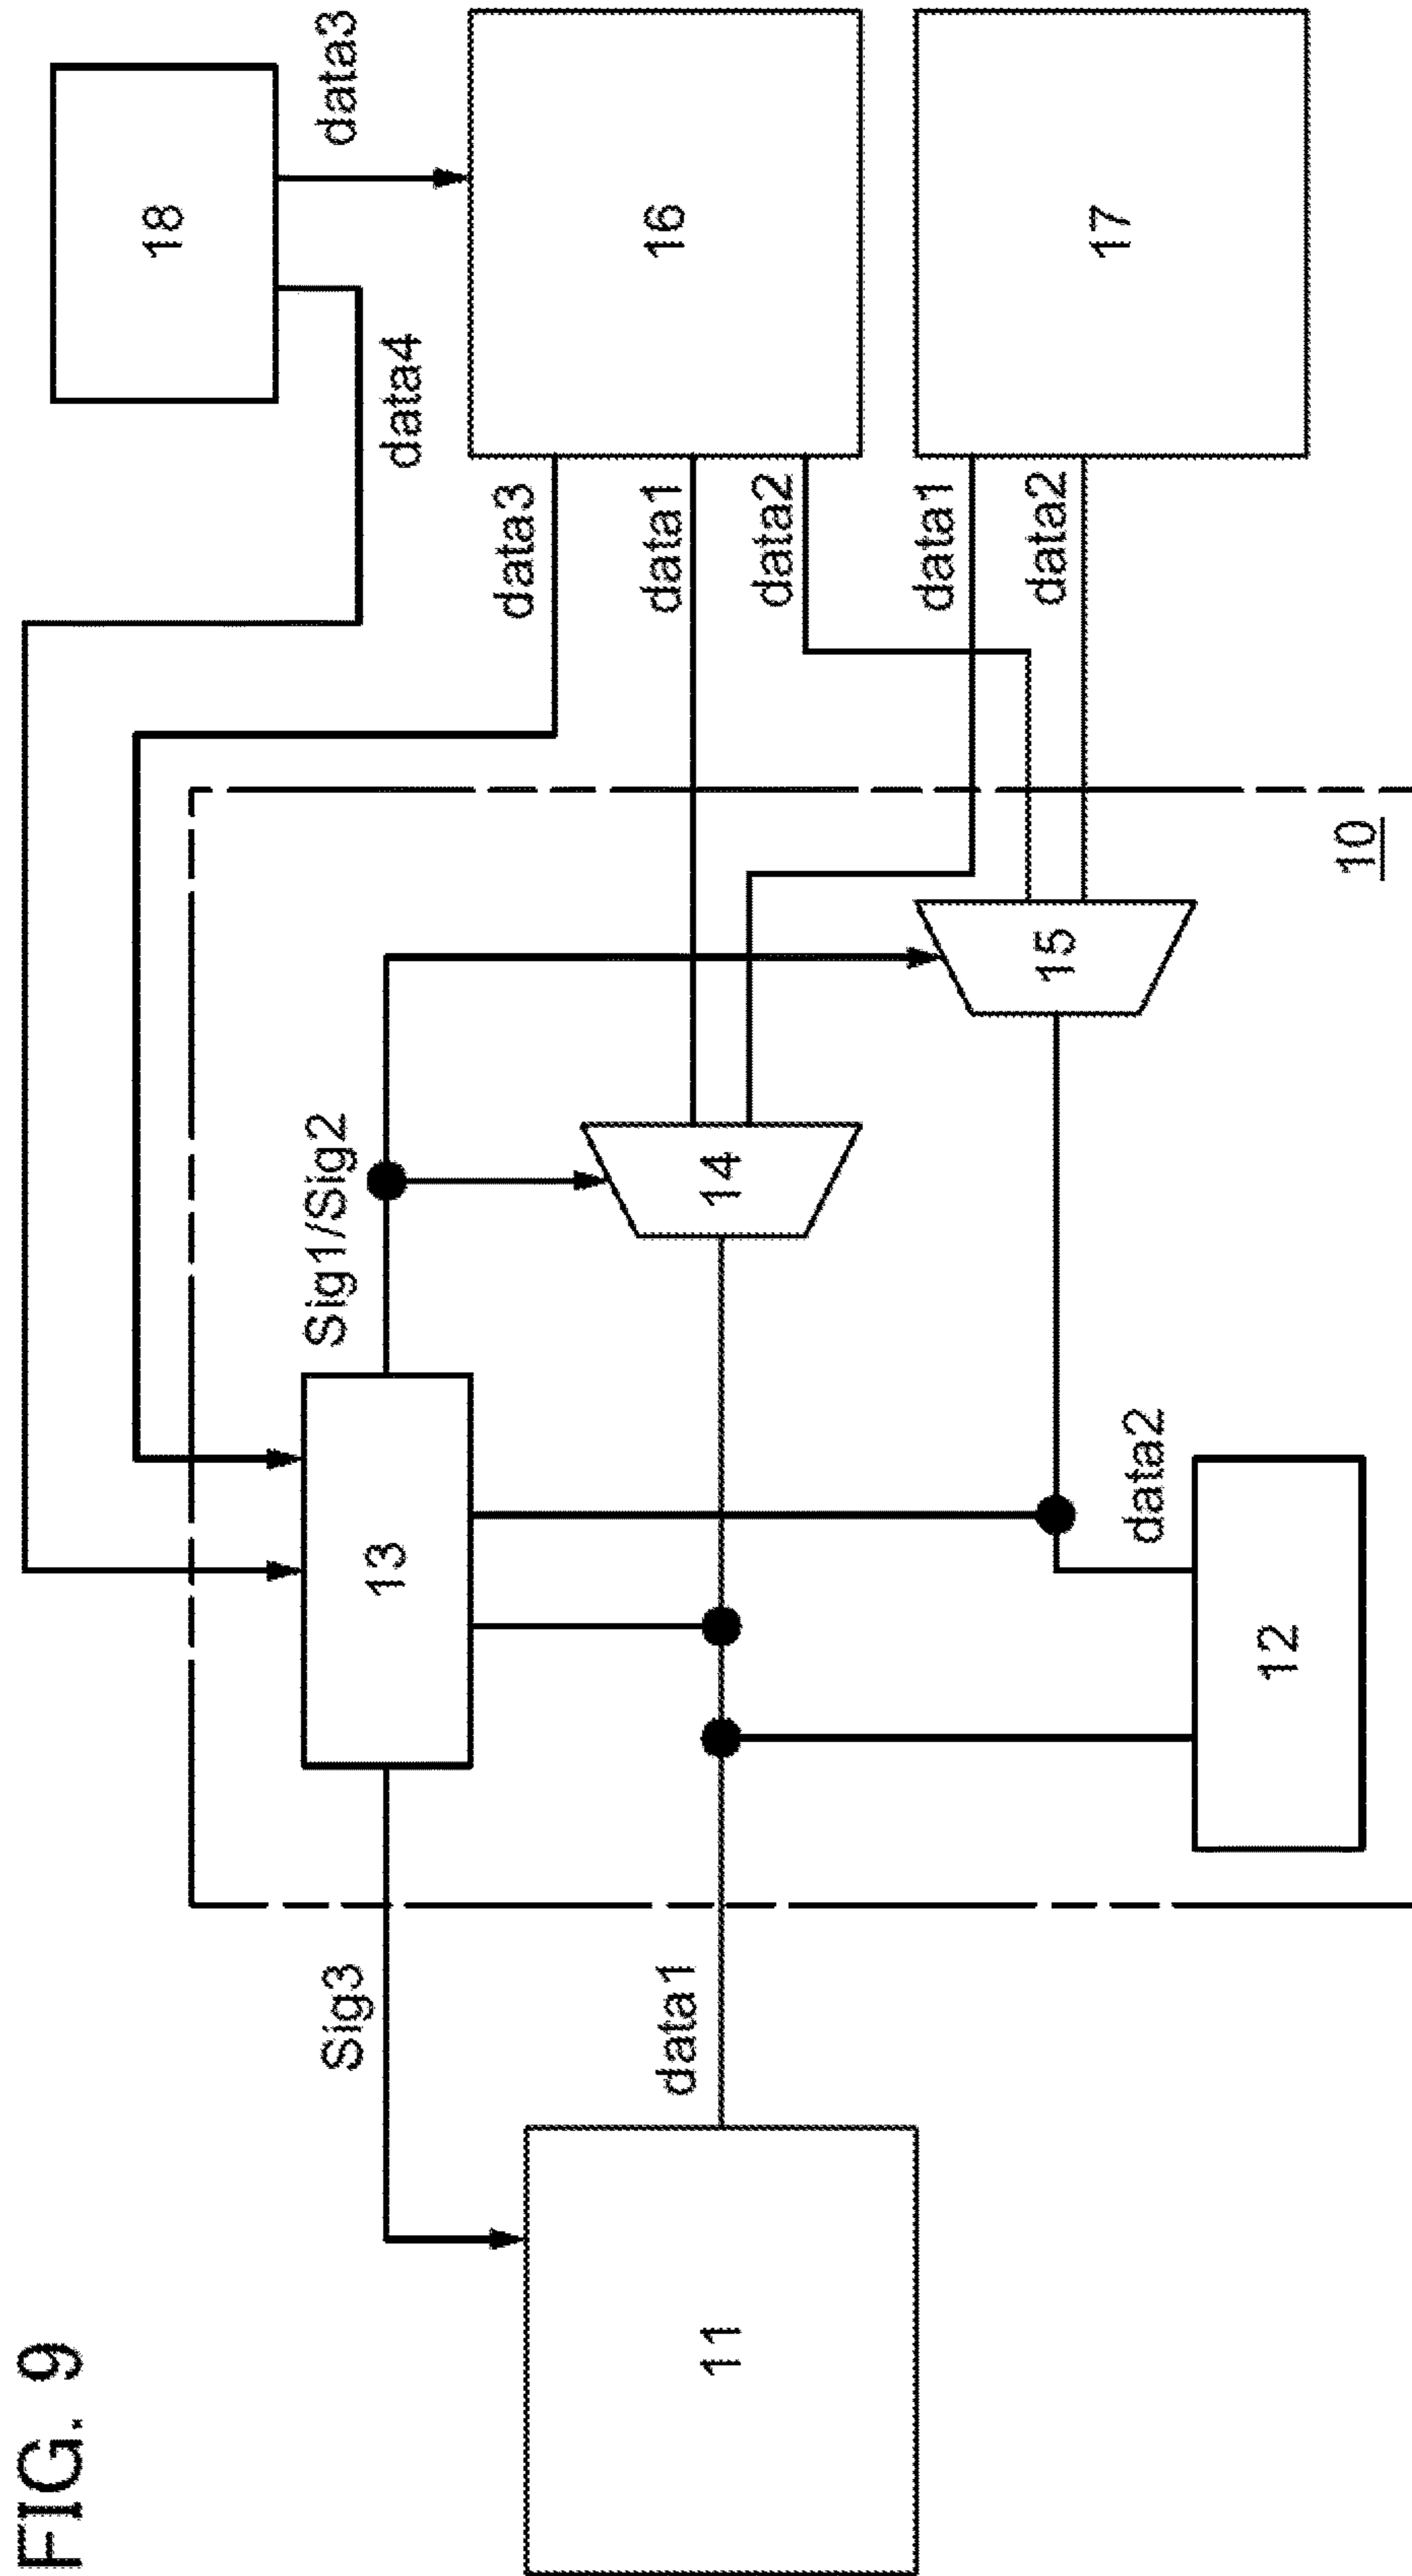 FIG. 9
18
data3
data4
Sig3
13
Sig1/Sig2
data3
16
data1
14
data1
data2
11
12
data2
15
data1
data2
17
10